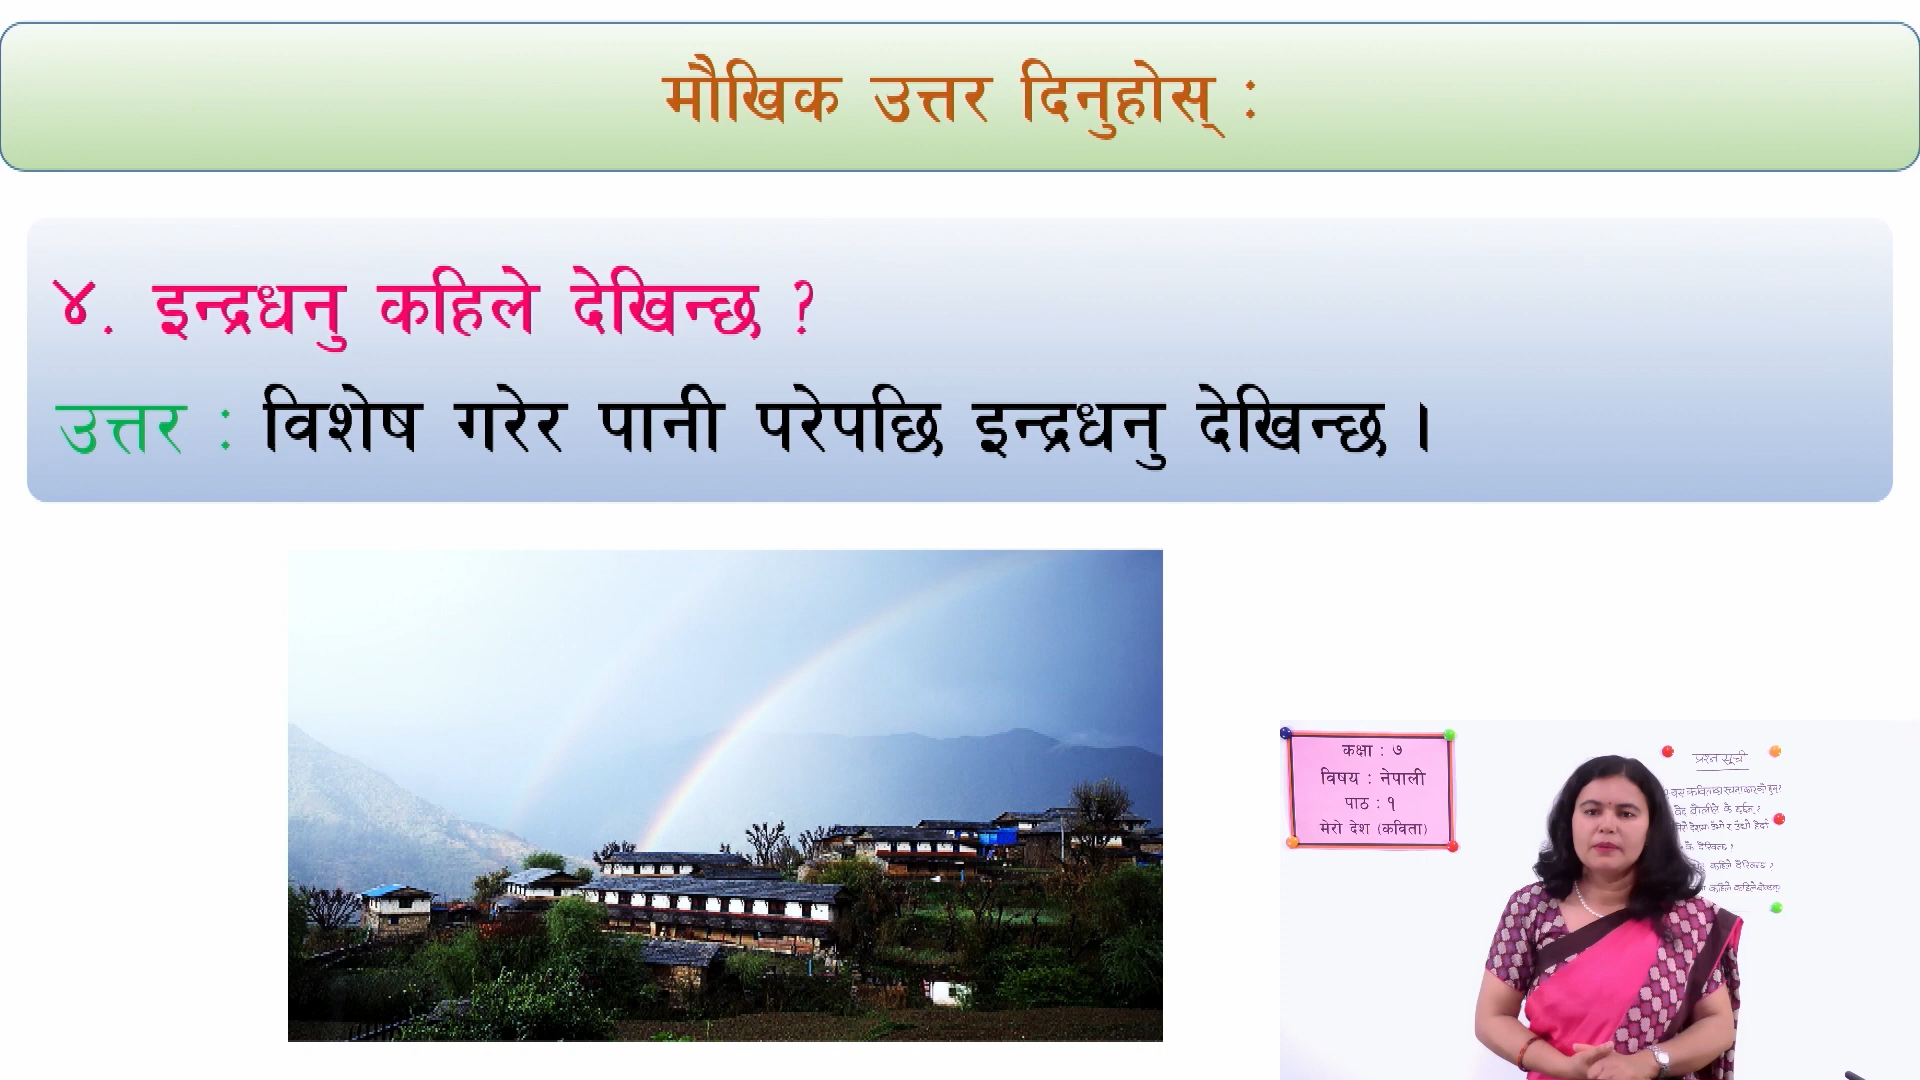 मौखिक उत्तर दिनुहोस् :
४. इन्द्रधनु कहिले देखिन्छ ?
उत्तर : विशेष गरेर पानी परेपछि इन्द्रधनु देखिन्छ ।
कक्षा : ७
विषय : नेपाली
पाठ : १
मेरो देश (कविता)
प्रश्न सूची
के देखिन्छ ?
कहिले देखिन्छ ?